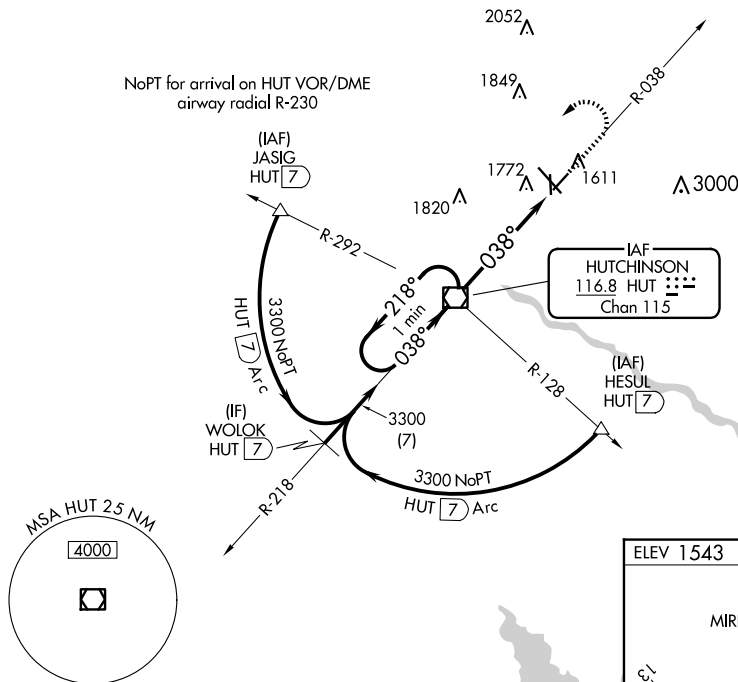 2052
NoPT for arrival on HUT VOR/DME
airway radial R-230
1849
R-038
(IAF)
JASIG
HUT 7
1772
1611
3000
1820
R-292
038°
IAF
HUTCHINSON
116.8 HUT
Chan 115
218°
1 min
038°
3300 NoPT
HUT 7 Arc
R-128
(IAF)
HESUL
HUT 7
(IF)
WOLOK
HUT 7
3300
(7)
3300 NoPT
HUT 7 Arc
R-218
MSA HUT 25 NM
4000
ELEV 1543